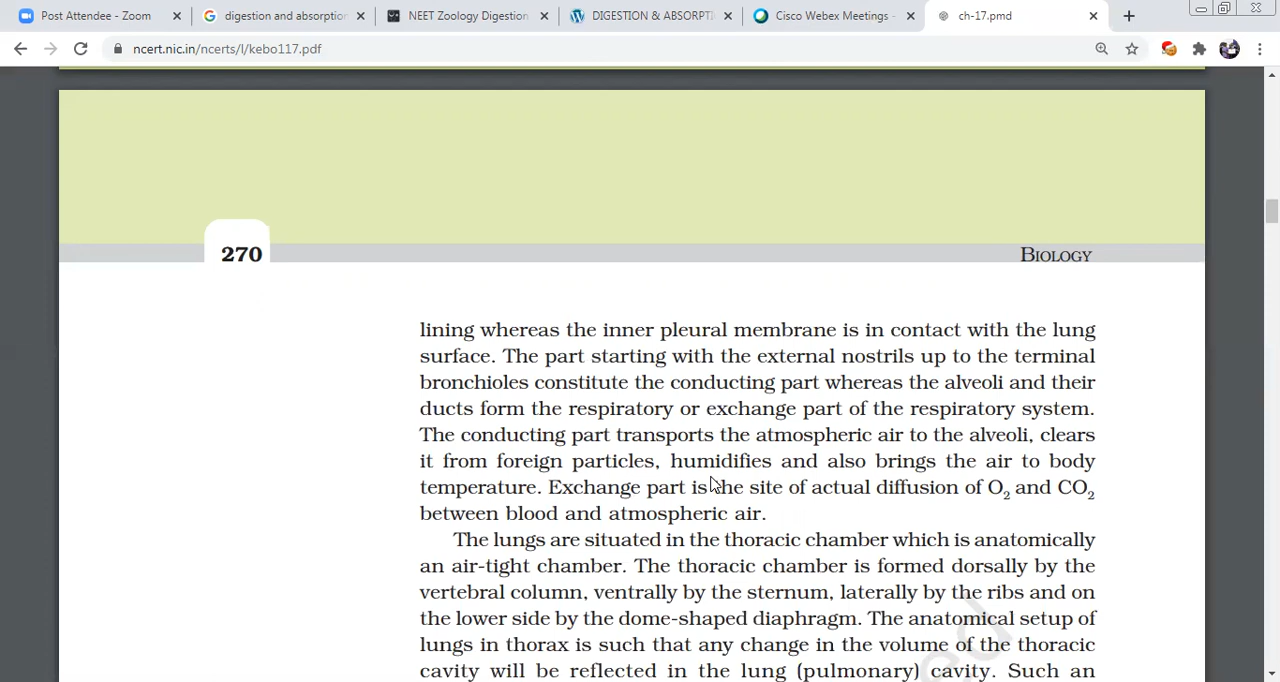 Post Attendee - Zoom
digestion and absorption
NEET Zoology Digestion
DIGESTION & ABSORPT
Cisco Webex Meetings -
ch-17.pmd
ncert.nic.in/ncerts/l/kebo117.pdf
270
BIOLOGY
lining whereas the inner pleural membrane is in contact with the lung
surface. The part starting with the external nostrils up to the terminal
bronchioles constitute the conducting part whereas the alveoli and their
ducts form the respiratory or exchange part of the respiratory system.
The conducting part transports the atmospheric air to the alveoli, clears
it from foreign particles, humidifies and also brings the air to body
temperature. Exchange part is the site of actual diffusion of O₂ and CO₂
between blood and atmospheric air.
The lungs are situated in the thoracic chamber which is anatomically
an air-tight chamber. The thoracic chamber is formed dorsally by the
vertebral column, ventrally by the sternum, laterally by the ribs and on
the lower side by the dome-shaped diaphragm. The anatomical setup of
lungs in thorax is such that any change in the volume of the thoracic
cavity will be reflected in the lung (pulmonary) cavity. Such an